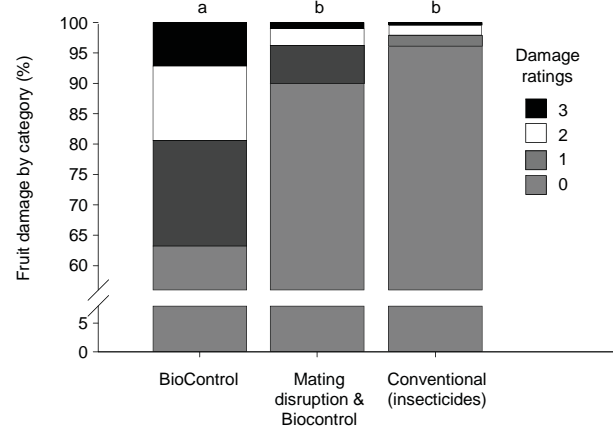 a b b
100
95
90
85
80
75
70
65
60
5
0
Fruit damage by category (%)
Damage
ratings
3
2
1
0
BioControl
Mating
disruption &
Biocontrol
Conventional
(insecticides)